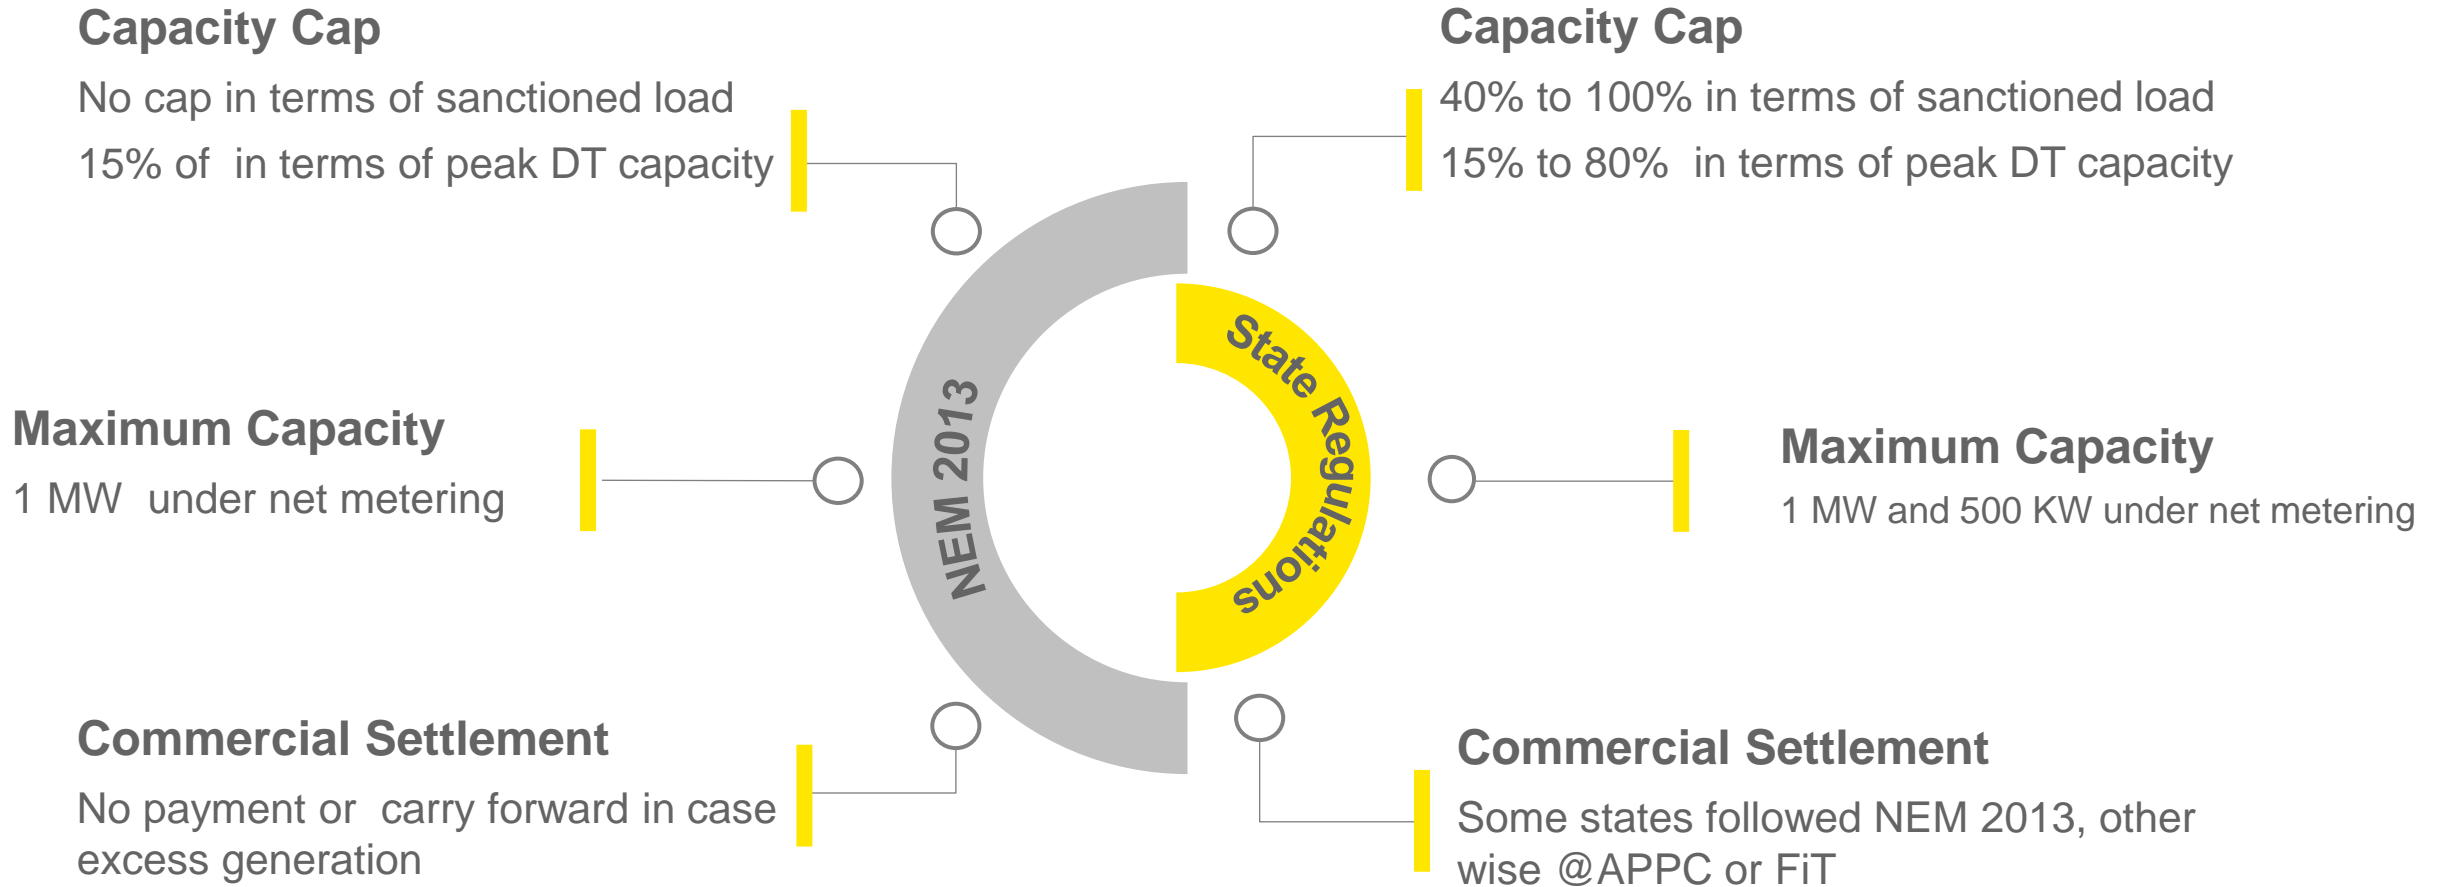 Capacity Cap
No cap in terms of sanctioned load
15% of  in terms of peak DT capacity
Maximum Capacity
1 MW  under net metering
Commercial Settlement
No payment or  carry forward in case
excess generation
NEM 2013
State Regulations
Capacity Cap
40% to 100% in terms of sanctioned load
15% to 80%  in terms of peak DT capacity
Maximum Capacity
1 MW and 500 KW under net metering
Commercial Settlement
Some states followed NEM 2013, other
wise @APPC or FiT